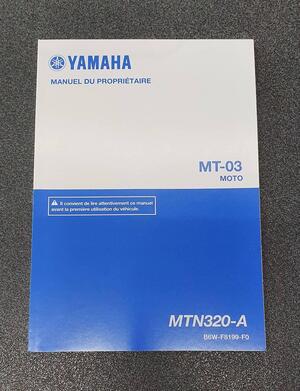 YAMAHA
MANUEL DU PROPRIÉTAIRE
MT-03
MOTO
Il convient de lire attentivement ce manuel
avant la première utilisation du véhicule.
MTN320-A
B6W-F8199-F0